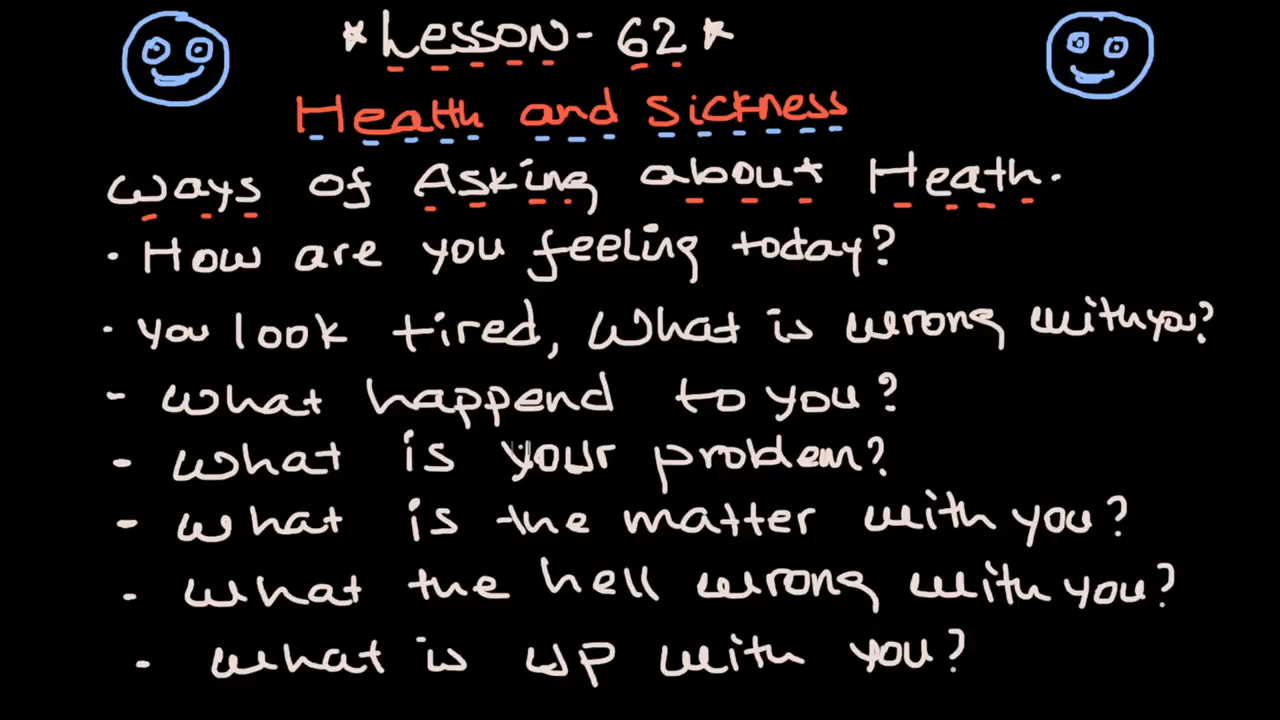 *Lesson - 62*
Health and Sickness
Ways of Asking about Heath.
· How are you feeling today?
· you look tired, What is wrong with you?
- what happend to you?
- what is your problem?
- what is the matter with you?
- what the hell wrong with you?
- what is up with you?